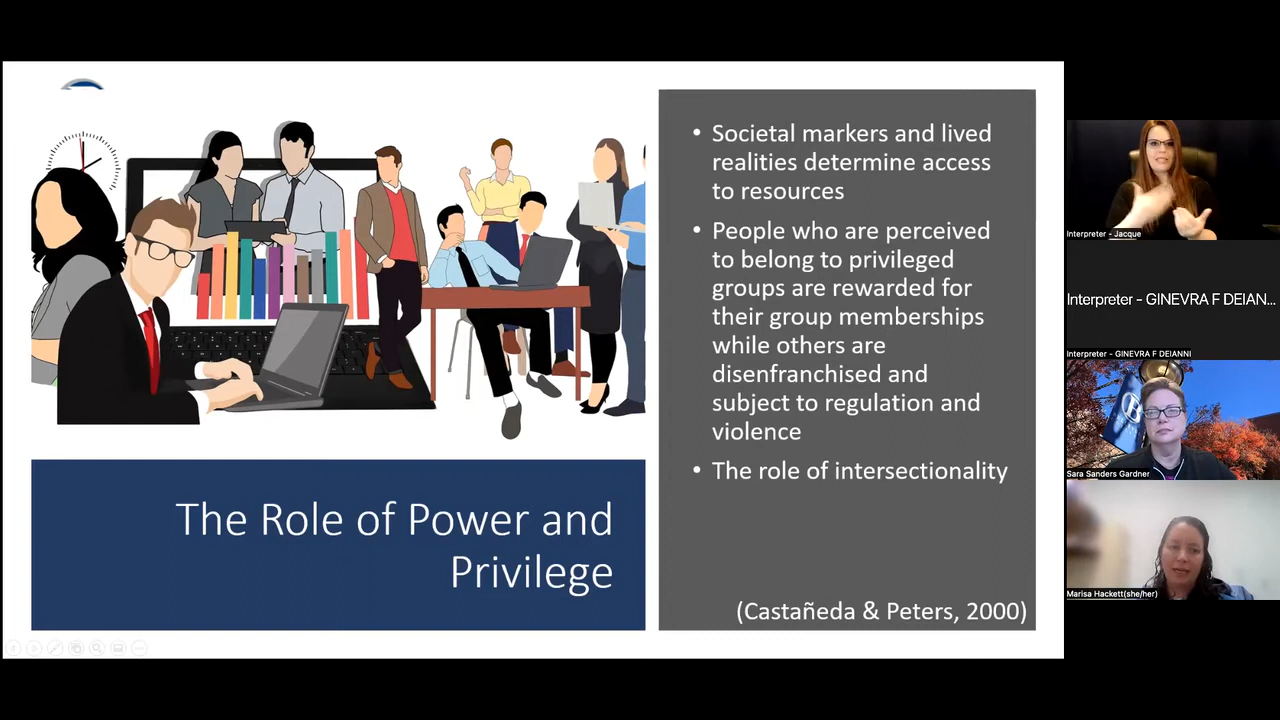 • Societal markers and lived
realities determine access
to resources
• People who are perceived
to belong to privileged
groups are rewarded for
their group memberships
while others are
disenfranchised and
subject to regulation and
violence
• The role of intersectionality
(Castañeda & Peters, 2000)
The Role of Power and
Privilege
Interpreter - Jacque
Interpreter - GINEVRA F DEIAN...
Interpreter - GINEVRA F DEIANNI
B
Sara Sanders Gardner
Marisa Hackett(she/her)